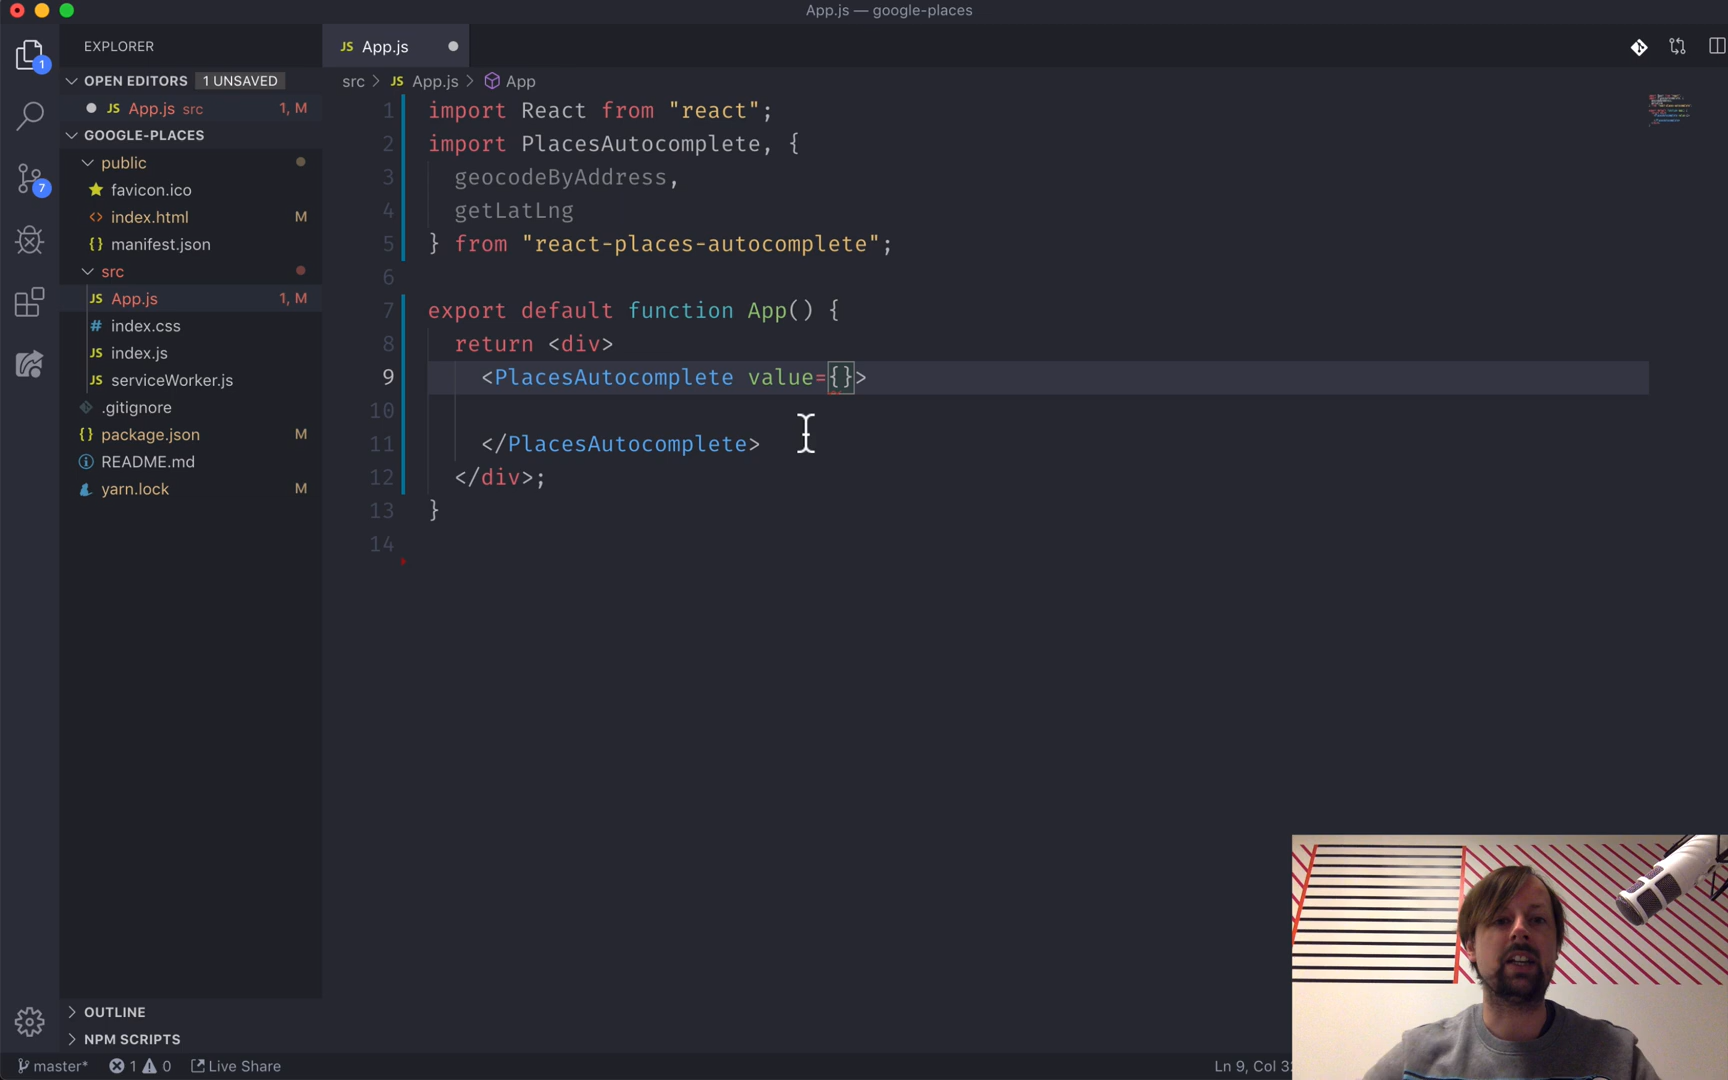 App.js — google-places
EXPLORER
JS App.js
OPEN EDITORS 1 UNSAVED
JS App.js src 1, M
GOOGLE-PLACES
public
favicon.ico
<> index.html M
{} manifest.json
src
JS App.js 1, M
# index.css
JS index.js
JS serviceWorker.js
.gitignore
{} package.json M
README.md
yarn.lock M
OUTLINE
NPM SCRIPTS
1
7
src > JS App.js > App
1 import React from "react";
2 import PlacesAutocomplete, {
3 geocodeByAddress,
4 getLatLng
5 } from "react-places-autocomplete";
6
7 export default function App() {
8 return <div>
9 <PlacesAutocomplete value={}>
10
11 </PlacesAutocomplete>
12 </div>;
13 }
14
master* 1 0 Live Share
Ln 9, Col